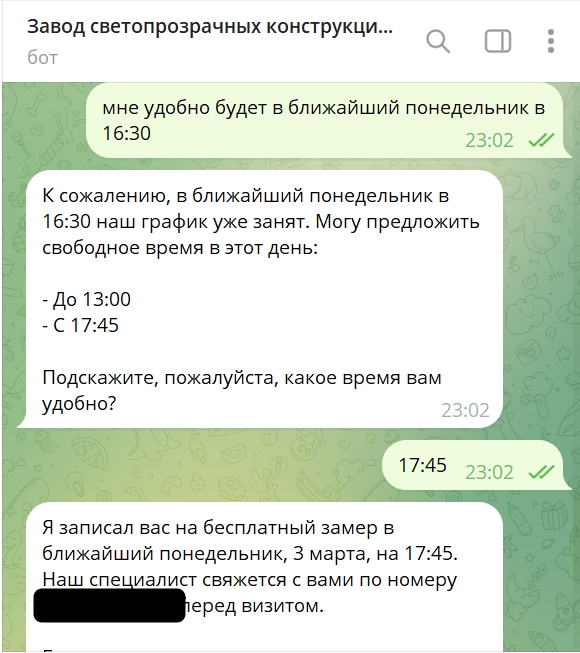 Завод светопрозрачных конструкци...
бот
мне удобно будет в ближайший понедельник в
16:30
23:02
К сожалению, в ближайший понедельник в
16:30 наш график уже занят. Могу предложить
свободное время в этот день:
- До 13:00
- С 17:45
Подскажите, пожалуйста, какое время вам
удобно?
23:02
17:45
23:02
Я записал вас на бесплатный замер в
ближайший понедельник, 3 марта, на 17:45.
Наш специалист свяжется с вами по номеру
перед визитом.